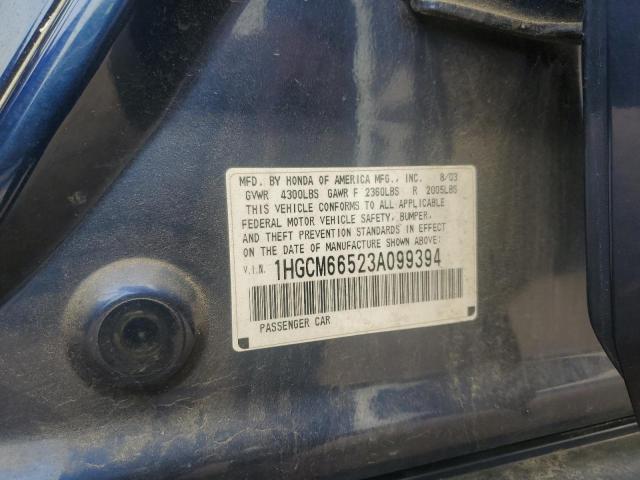 MFD. BY HONDA OF AMERICA MFG., INC. 8/03
GVWR 4300LBS GAWR F 2360LBS R 2005LBS
THIS VEHICLE CONFORMS TO ALL APPLICABLE
FEDERAL MOTOR VEHICLE SAFETY, BUMPER,
AND THEFT PREVENTION STANDARDS IN EFFECT
ON THE DATE OF MANUFACTURE SHOWN ABOVE:
V.I.N. 1HGCM66523A099394
PASSENGER CAR